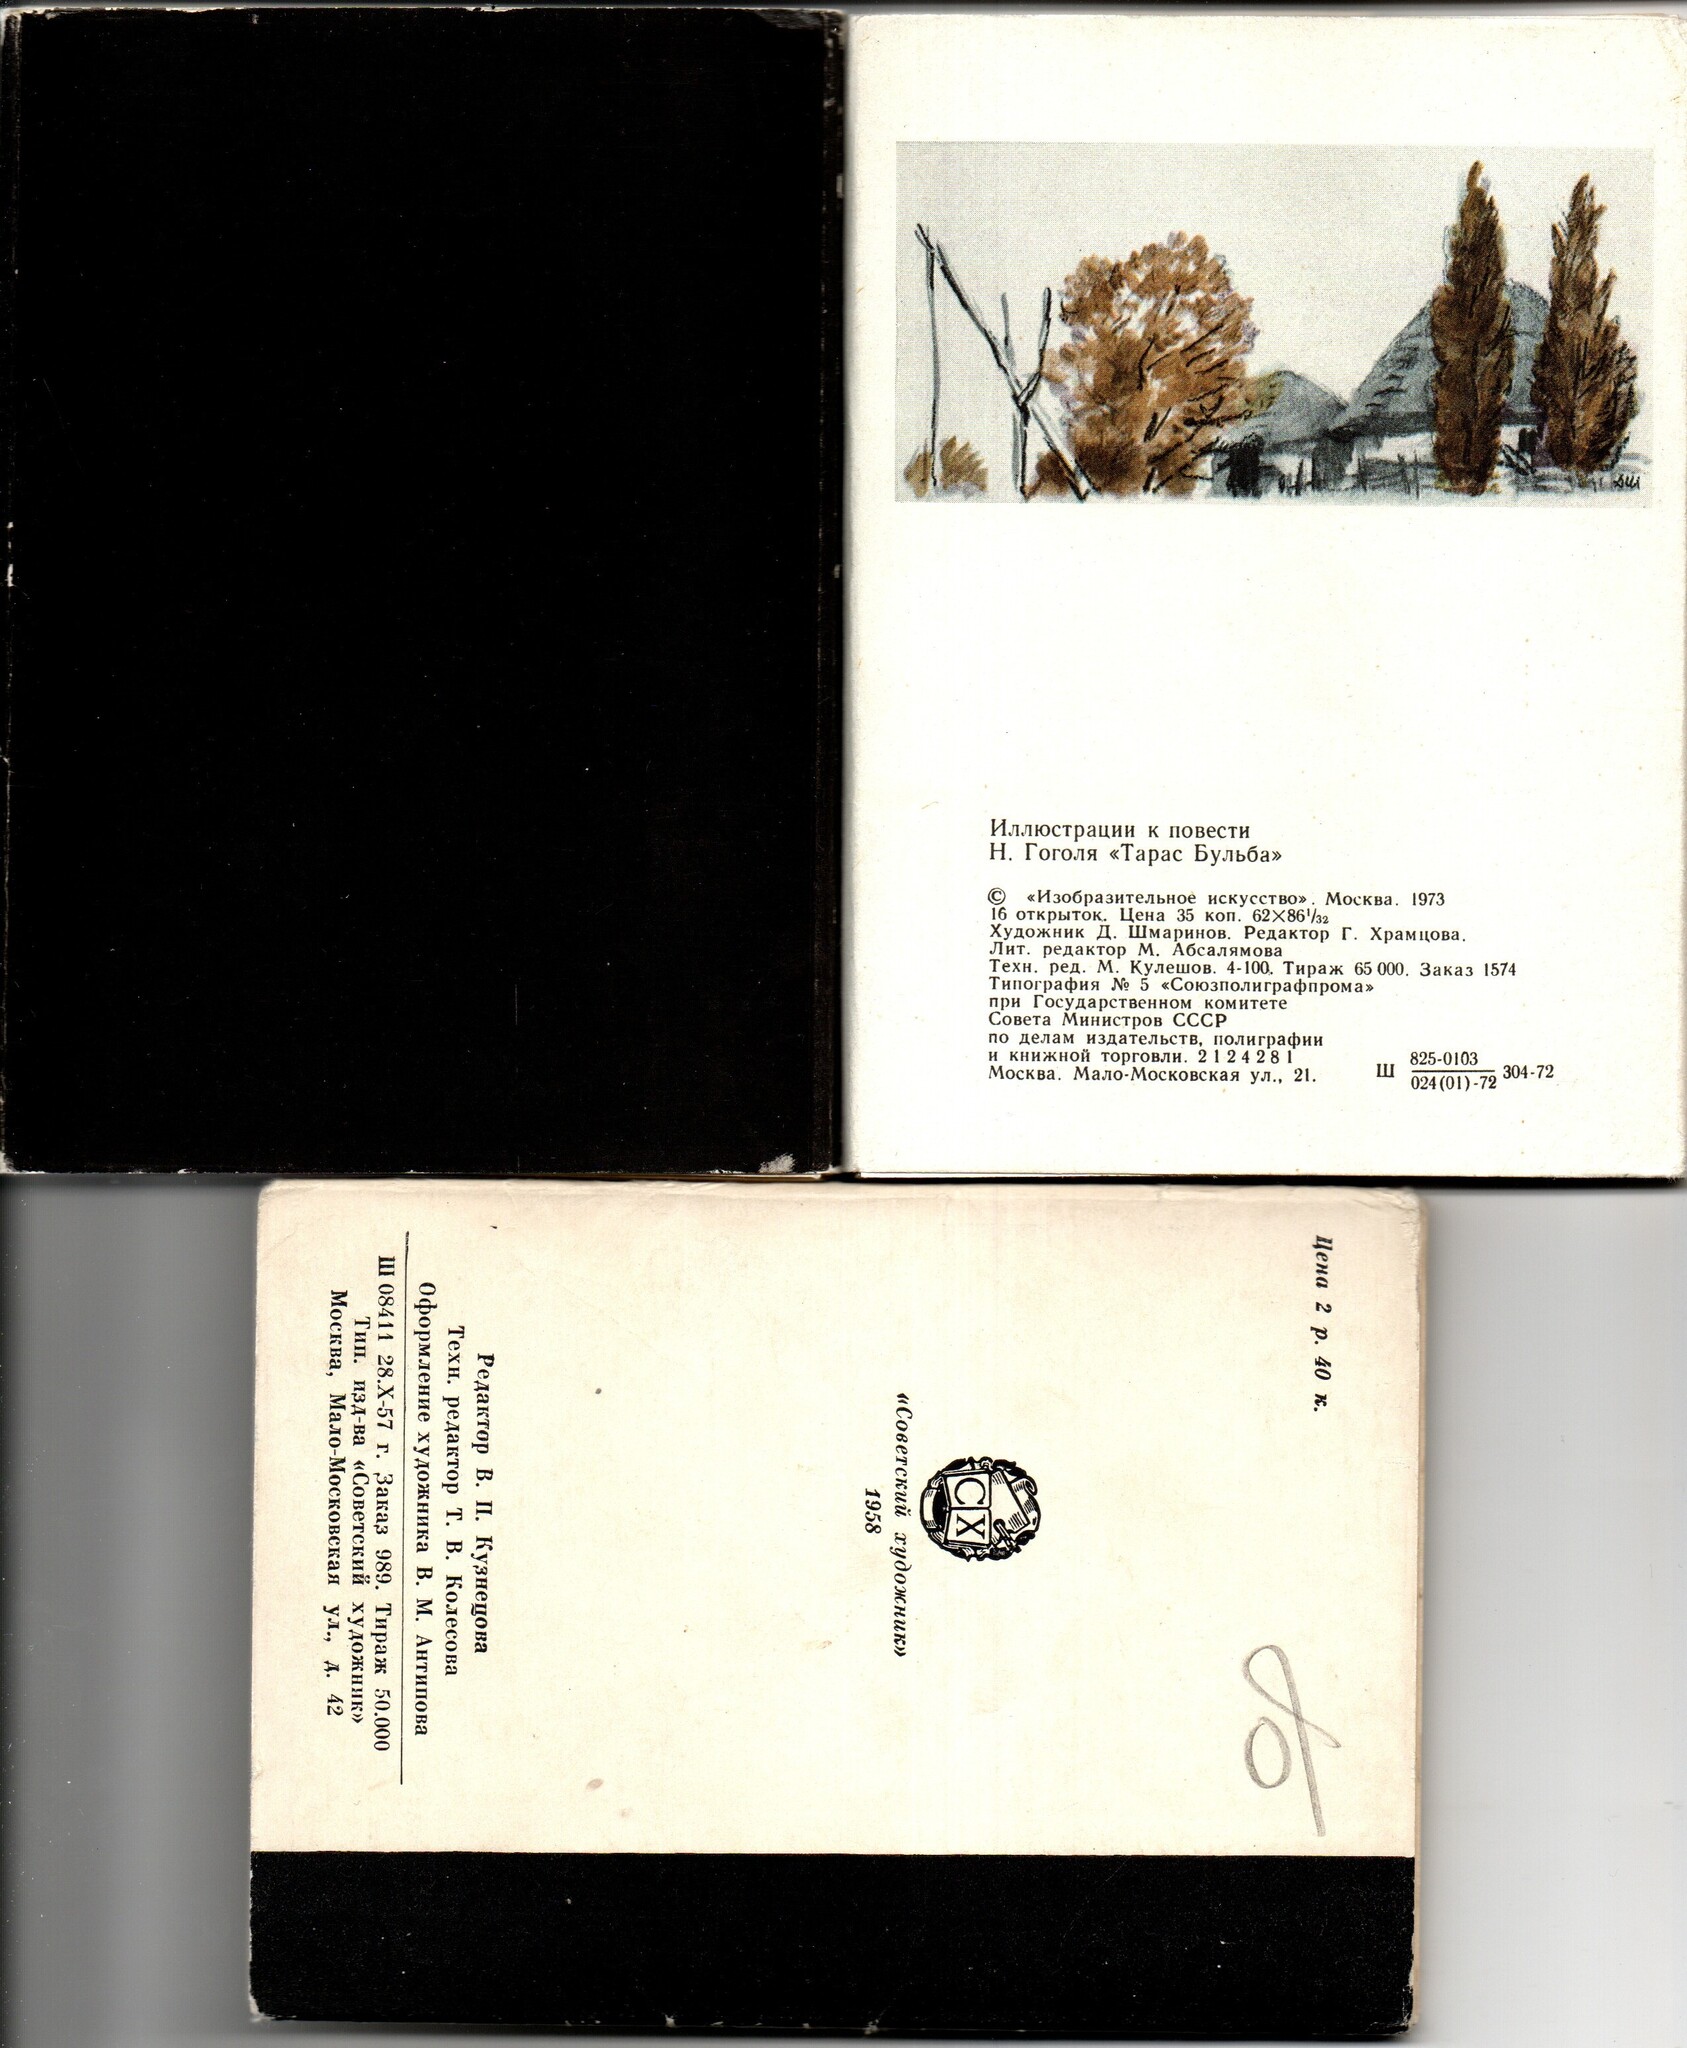 ДШ
Иллюстрации к повести
Н. Гоголя «Тарас Бульба»
© «Изобразительное искусство». Москва. 1973
16 открыток. Цена 35 коп. 62×86¹/₃₂
Художник Д. Шмаринов. Редактор Г. Храмцова.
Лит. редактор М. Абсалямова
Техн. ред. М. Кулешов. 4-100. Тираж 65 000. Заказ 1574
Типография № 5 «Союзполиграфпрома»
при Государственном комитете
Совета Министров СССР
по делам издательств, полиграфии
и книжной торговли. 2124281
Москва. Мало-Московская ул., 21.
Ш 825-0103/024(01)-72 304-72
Цена 2 р. 40 к.
СХ
«Советский художник»
1958
Редактор В. П. Кузнецова
Техн. редактор Т. В. Колесова
Оформление художника В. М. Антипова
Ш 08411 28.X-57 г. Заказ 989. Тираж 50.000
Тип. изд-ва «Советский художник»
Москва, Мало-Московская ул., д. 42